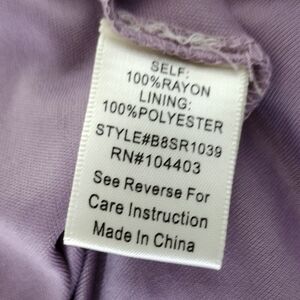 SELF:
100%RAYON
LINING:
100%POLYESTER
STYLE#B8SR1039
RN#104403
See Reverse For
Care Instruction
Made In China